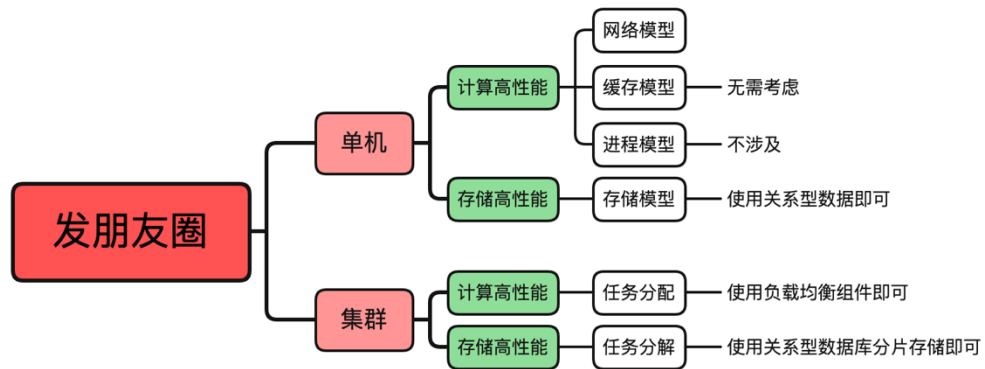 发朋友圈
单机
计算高性能
网络模型
缓存模型
无需考虑
进程模型
不涉及
存储高性能
存储模型
使用关系型数据即可
集群
计算高性能
任务分配
使用负载均衡组件即可
存储高性能
任务分解
使用关系型数据库分片存储即可